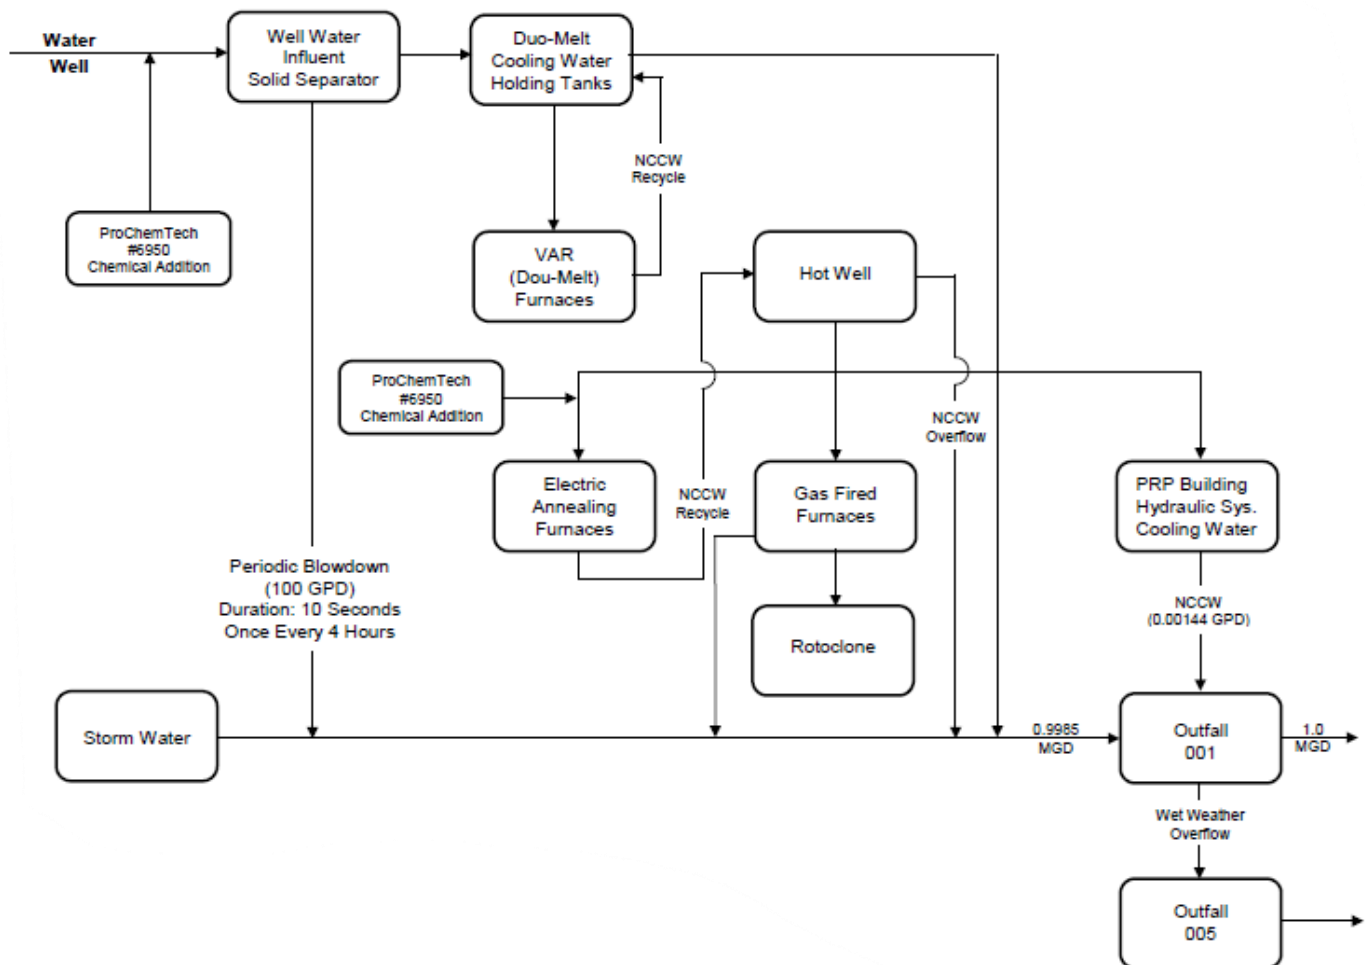 Water
Well
Well Water
Influent
Solid Separator
Duo-Melt
Cooling Water
Holding Tanks
NCCW
Recycle
ProChemTech
#6950
Chemical Addition
VAR
(Dou-Melt)
Furnaces
Hot Well
ProChemTech
#6950
Chemical Addition
NCCW
Overflow
Electric
Annealing
Furnaces
NCCW
Recycle
Gas Fired
Furnaces
PRP Building
Hydraulic Sys.
Cooling Water
Periodic Blowdown
(100 GPD)
Duration: 10 Seconds
Once Every 4 Hours
NCCW
(0.00144 GPD)
Rotoclone
Storm Water
0.9985
MGD
Outfall
001
1.0
MGD
Wet Weather
Overflow
Outfall
005